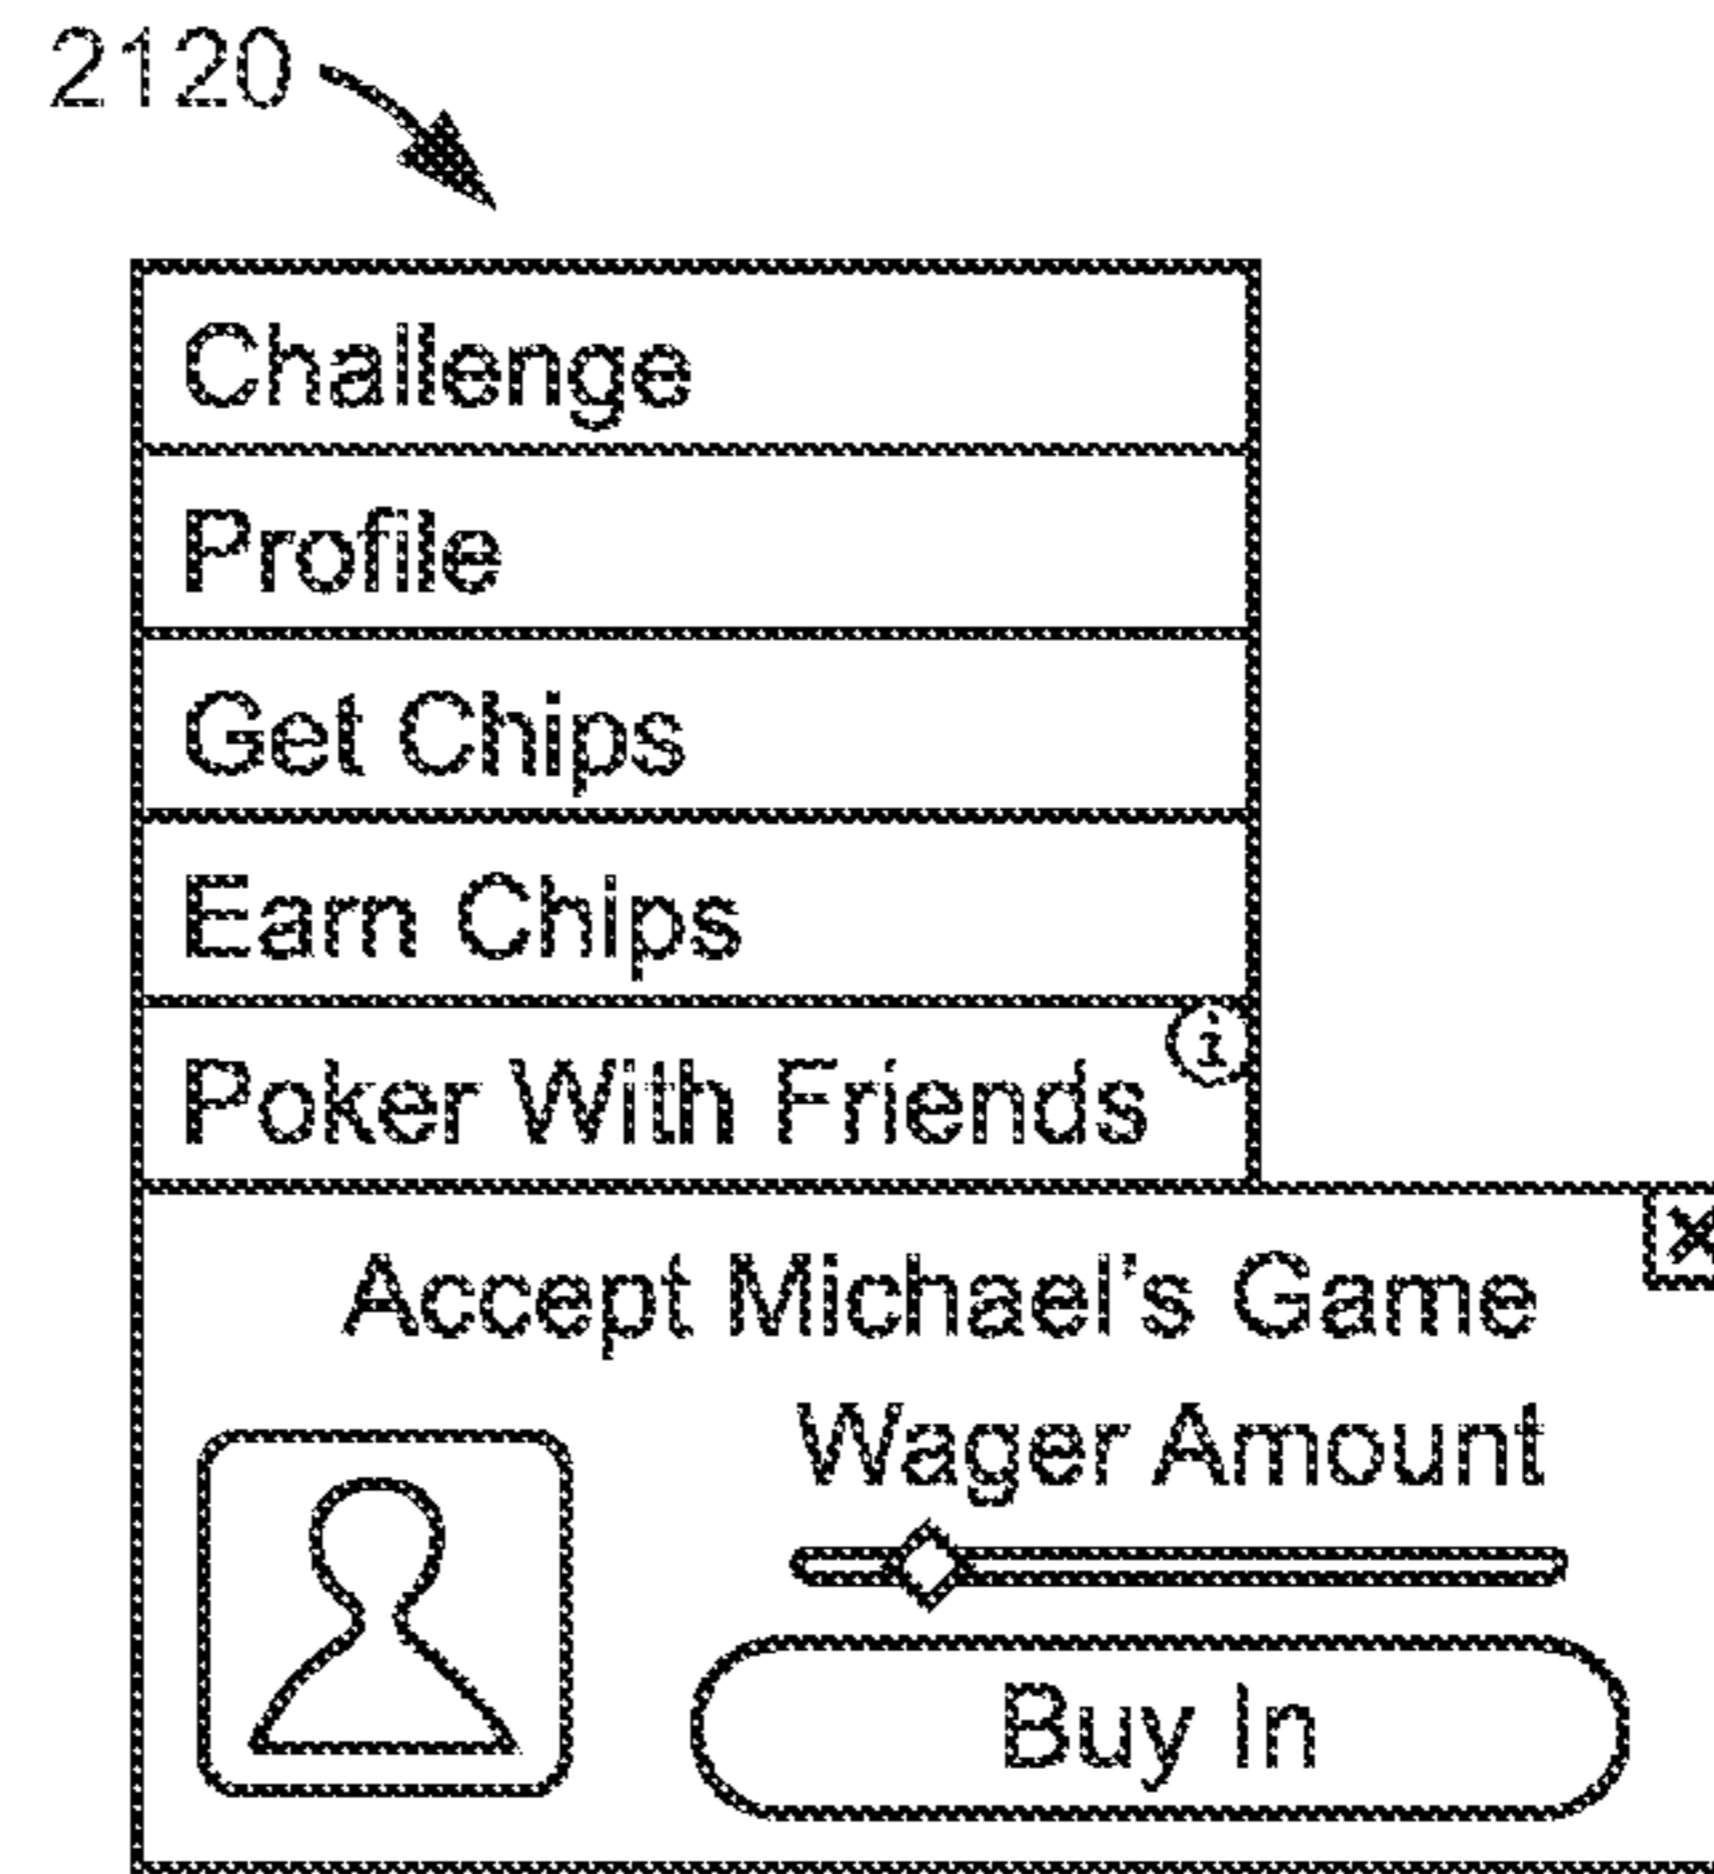 2120
Challenge
Profile
Get Chips
Earn Chips
Poker With Friends
Accept Michael's Game
Wager Amount
Buy In